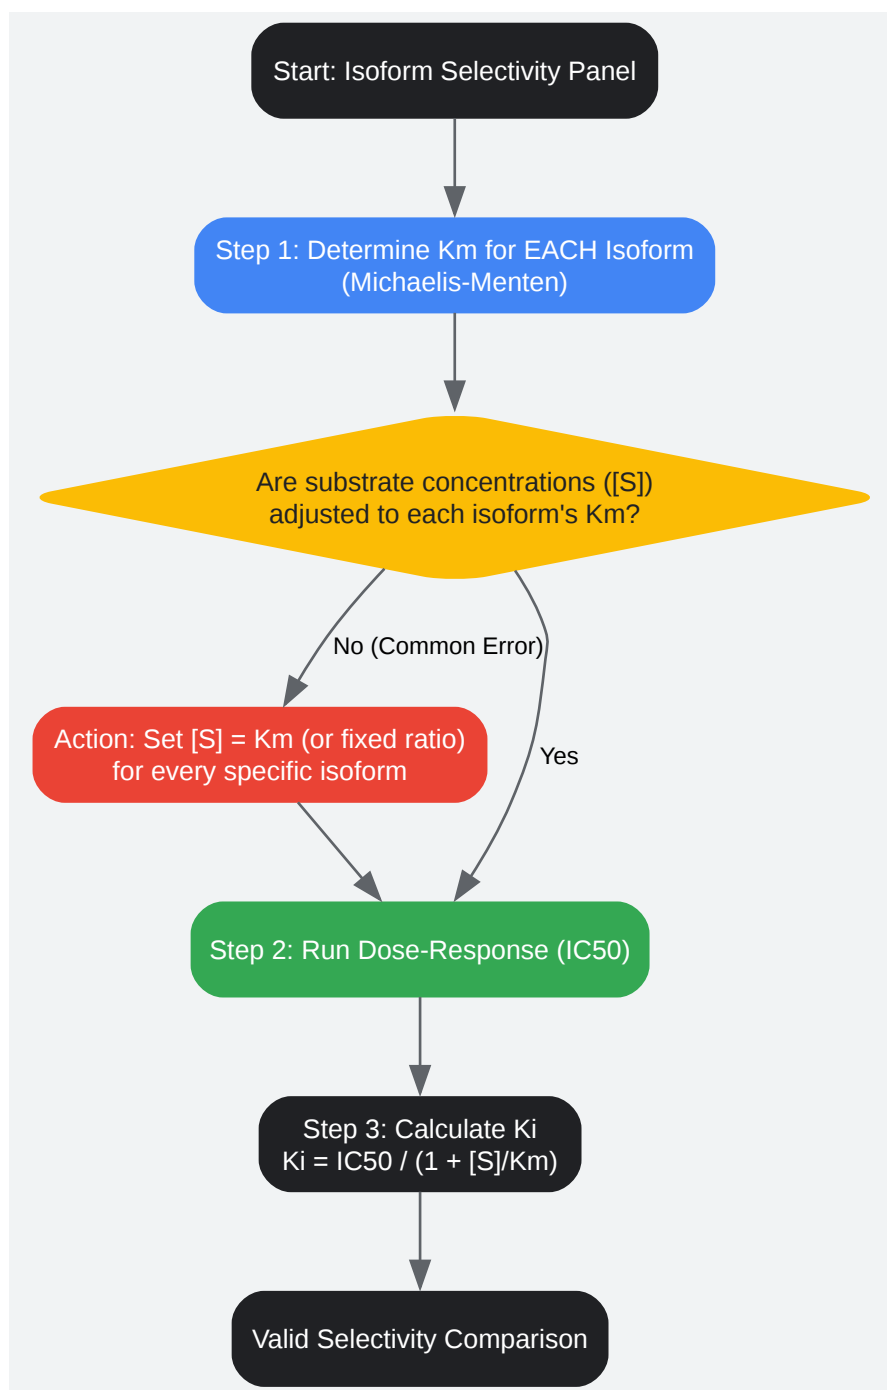 Start: Isoform Selectivity Panel
Step 1: Determine Km for EACH Isoform
(Michaelis-Menten)
Are substrate concentrations ([S])
adjusted to each isoform's Km?
No (Common Error)
Action: Set [S] = Km (or fixed ratio)
for every specific isoform
Yes
Step 2: Run Dose-Response (IC50)
Step 3: Calculate Ki
Ki = IC50 / (1 + [S]/Km)
Valid Selectivity Comparison